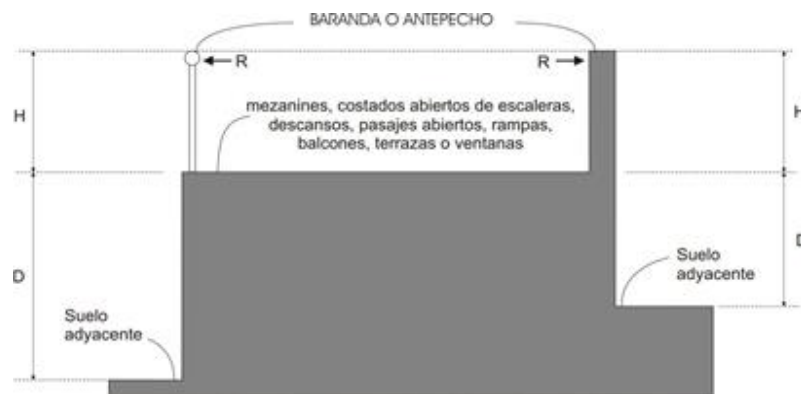 BARANDA O ANTEPECHO
R
R
H
H
mezanines, costados abiertos de escaleras,
descansos, pasajes abiertos, rampas,
balcones, terrazas o ventanas
D
D
Suelo
adyacente
Suelo
adyacente